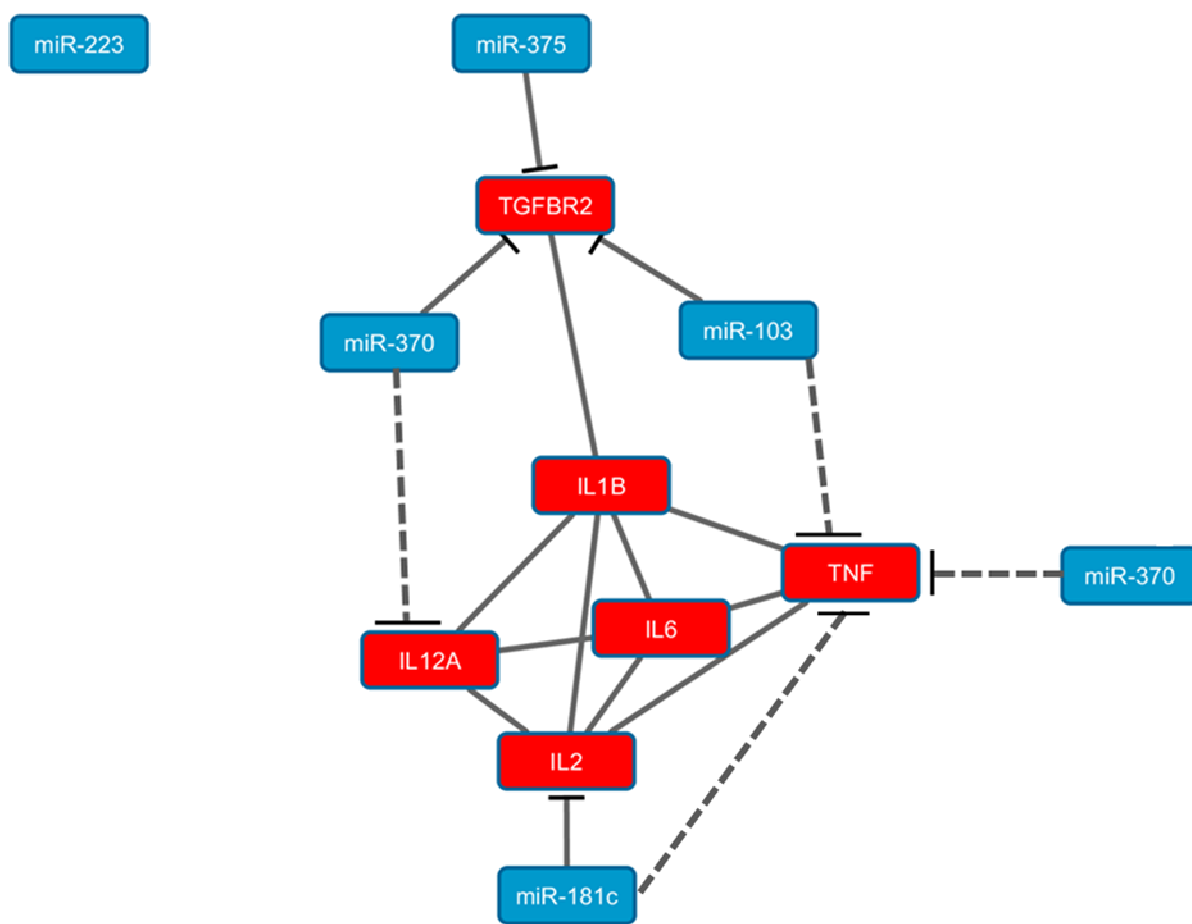 miR-223
miR-375
TGFBR2
miR-103
miR-370
IL1B
TNF
miR-370
IL6
IL12A
IL2
miR-181c